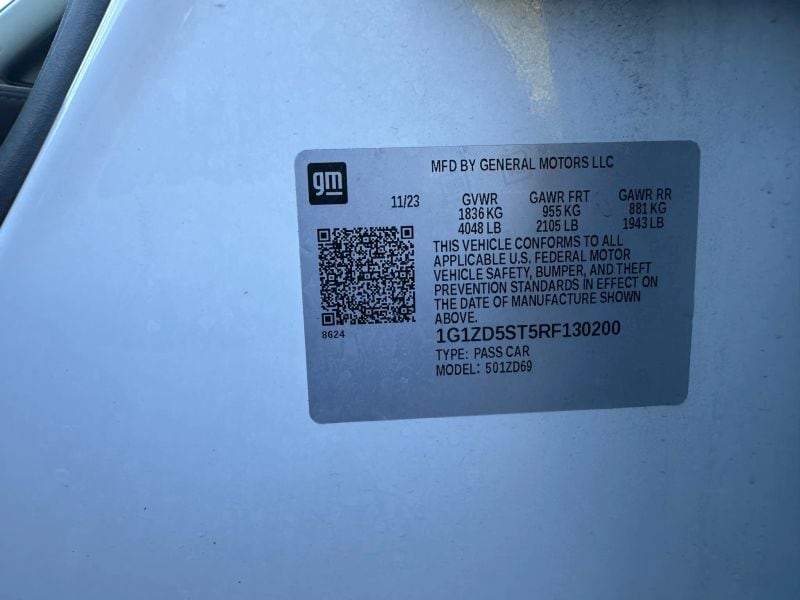 gm
MFD BY GENERAL MOTORS LLC
11/23
GVWR
1836 KG
4048 LB
GAWR FRT
955 KG
2105 LB
GAWR RR
881 KG
1943 LB
THIS VEHICLE CONFORMS TO ALL
APPLICABLE U.S. FEDERAL MOTOR
VEHICLE SAFETY, BUMPER, AND THEFT
PREVENTION STANDARDS IN EFFECT ON
THE DATE OF MANUFACTURE SHOWN
ABOVE.
8624
1G1ZD5ST5RF130200
TYPE: PASS CAR
MODEL: 501ZD69